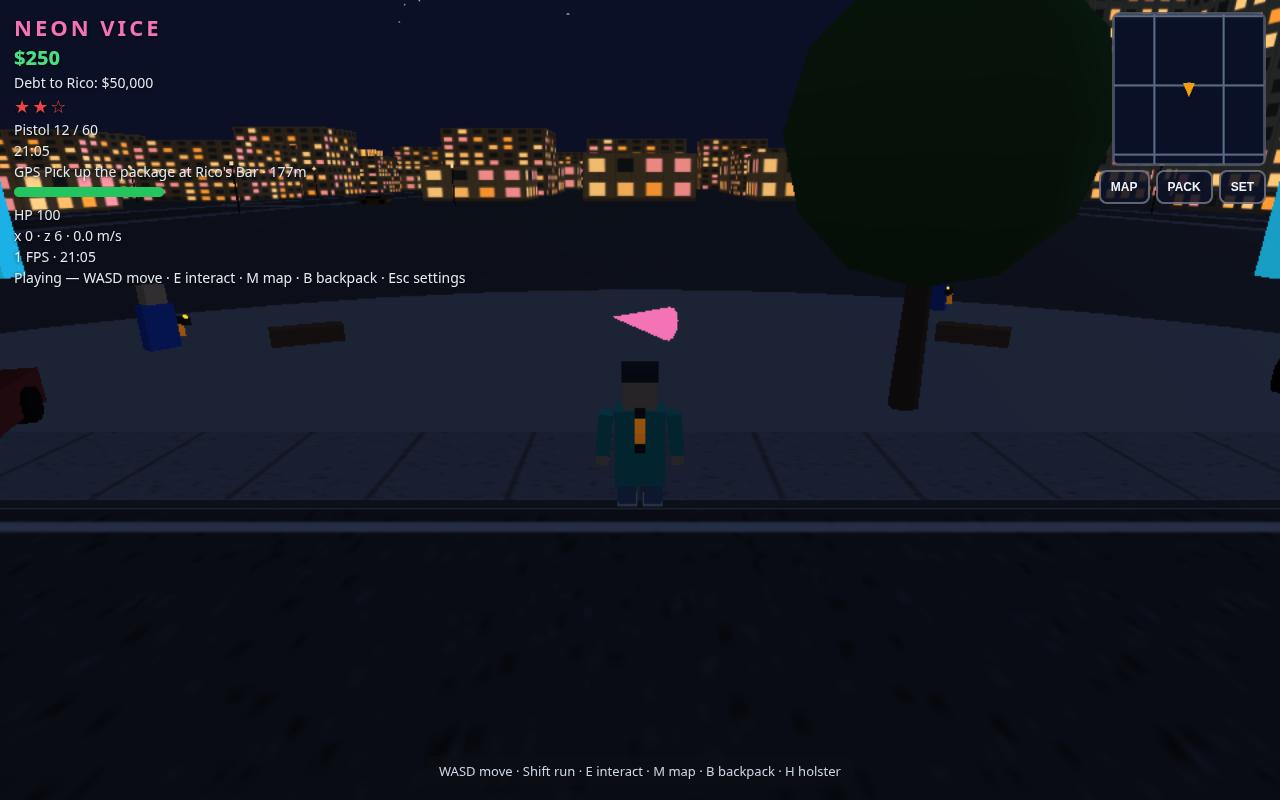 NEON VICE
$250
Debt to Rico: $50,000
★★☆
Pistol 12 / 60
21:05
GPS Pick up the package at Rico's Bar · 177m
HP 100
x 0 · z 6 · 0.0 m/s
1 FPS · 21:05
Playing — WASD move · E interact · M map · B backpack · Esc settings
MAP PACK SET
WASD move · Shift run · E interact · M map · B backpack · H holster